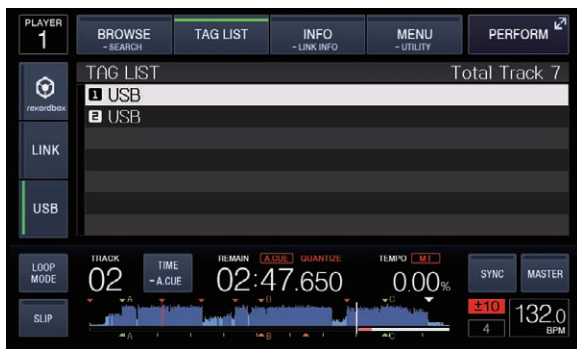 PLAYER
1
BROWSE
- SEARCH
TAG LIST
INFO
- LINK INFO
MENU
- UTILITY
PERFORM
rekordbox
LINK
USB
TAG LIST Total Track 7
1 USB
2 USB
LOOP
MODE
TRACK
02
TIME
- A.CUE
REMAIN A.CUE QUANTIZE
02:47.650
TEMPO MT
0.00%
SYNC
MASTER
SLIP
A B C
A B C
±10
4
132.0
BPM